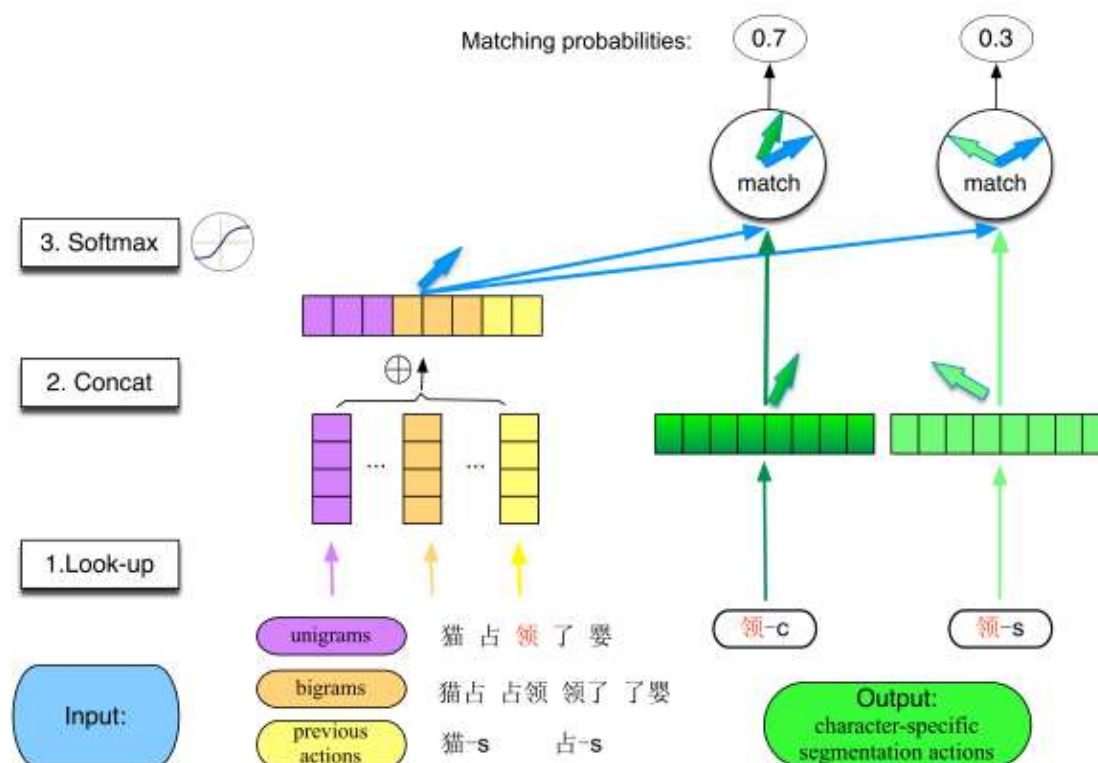 Matching probabilities:
0.7
0.3
match
match
3. Softmax
2. Concat
...
...
1.Look-up
领-c
领-s
unigrams
猫 占 领 了 婴
bigrams
猫占 占领 领了 了婴
previous actions
猫-s 占-s
Input:
Output:
character-specific
segmentation actions